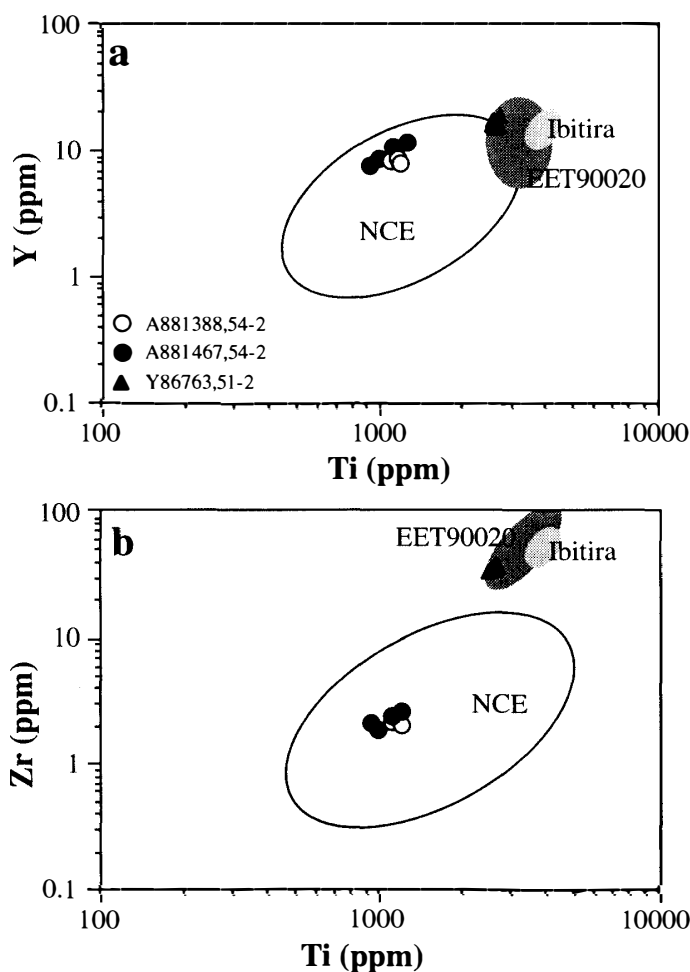 100
a
10
Y (ppm)
Ibitira
EET90020
NCE
1
A881388,54-2
A881467,54-2
Y86763,51-2
0.1
100
1000
10000
Ti (ppm)
100
b
EET90020
Ibitira
10
Zr (ppm)
NCE
1
0.1
100
1000
10000
Ti (ppm)